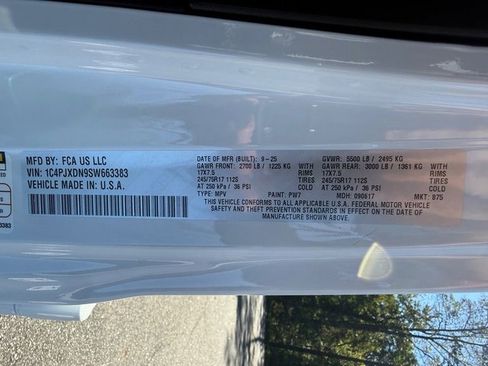 MFD BY: FCA US LLC
VIN: 1C4PJXDN9SW663383
VEHICLE MADE IN U.S.A.
DATE OF MFR (BUILT): 9-25 GVWR: 5500 LB / 2495 KG
GAWR FRONT: 2700 LB / 1225 KG WITH GAWR REAR: 3000 LB / 1361 KG WITH
17X7.5 RIMS 17X7.5 RIMS
245/75R17 112S TIRES 245/75R17 112S TIRES
AT 250 kPa / 36 PSI AT 250 kPa / 36 PSI
TYPE: MPV PAINT: PW7 MDH: 090617 MKT: 875
THIS VEHICLE CONFORMS TO ALL APPLICABLE U.S.A. FEDERAL MOTOR VEHICLE
SAFETY AND THEFT PREVENTION STANDARDS IN EFFECT ON THE DATE OF
MANUFACTURE SHOWN ABOVE.